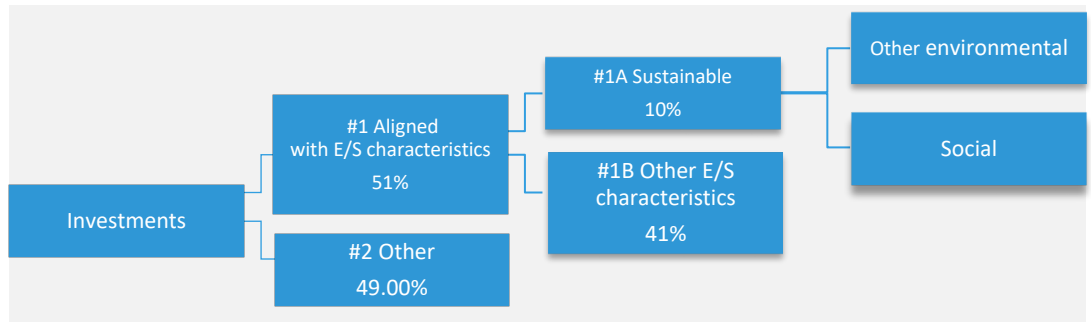 Investments
#1 Aligned
with E/S characteristics
51%
#2 Other
49.00%
#1A Sustainable
10%
#1B Other E/S
characteristics
41%
Other environmental
Social